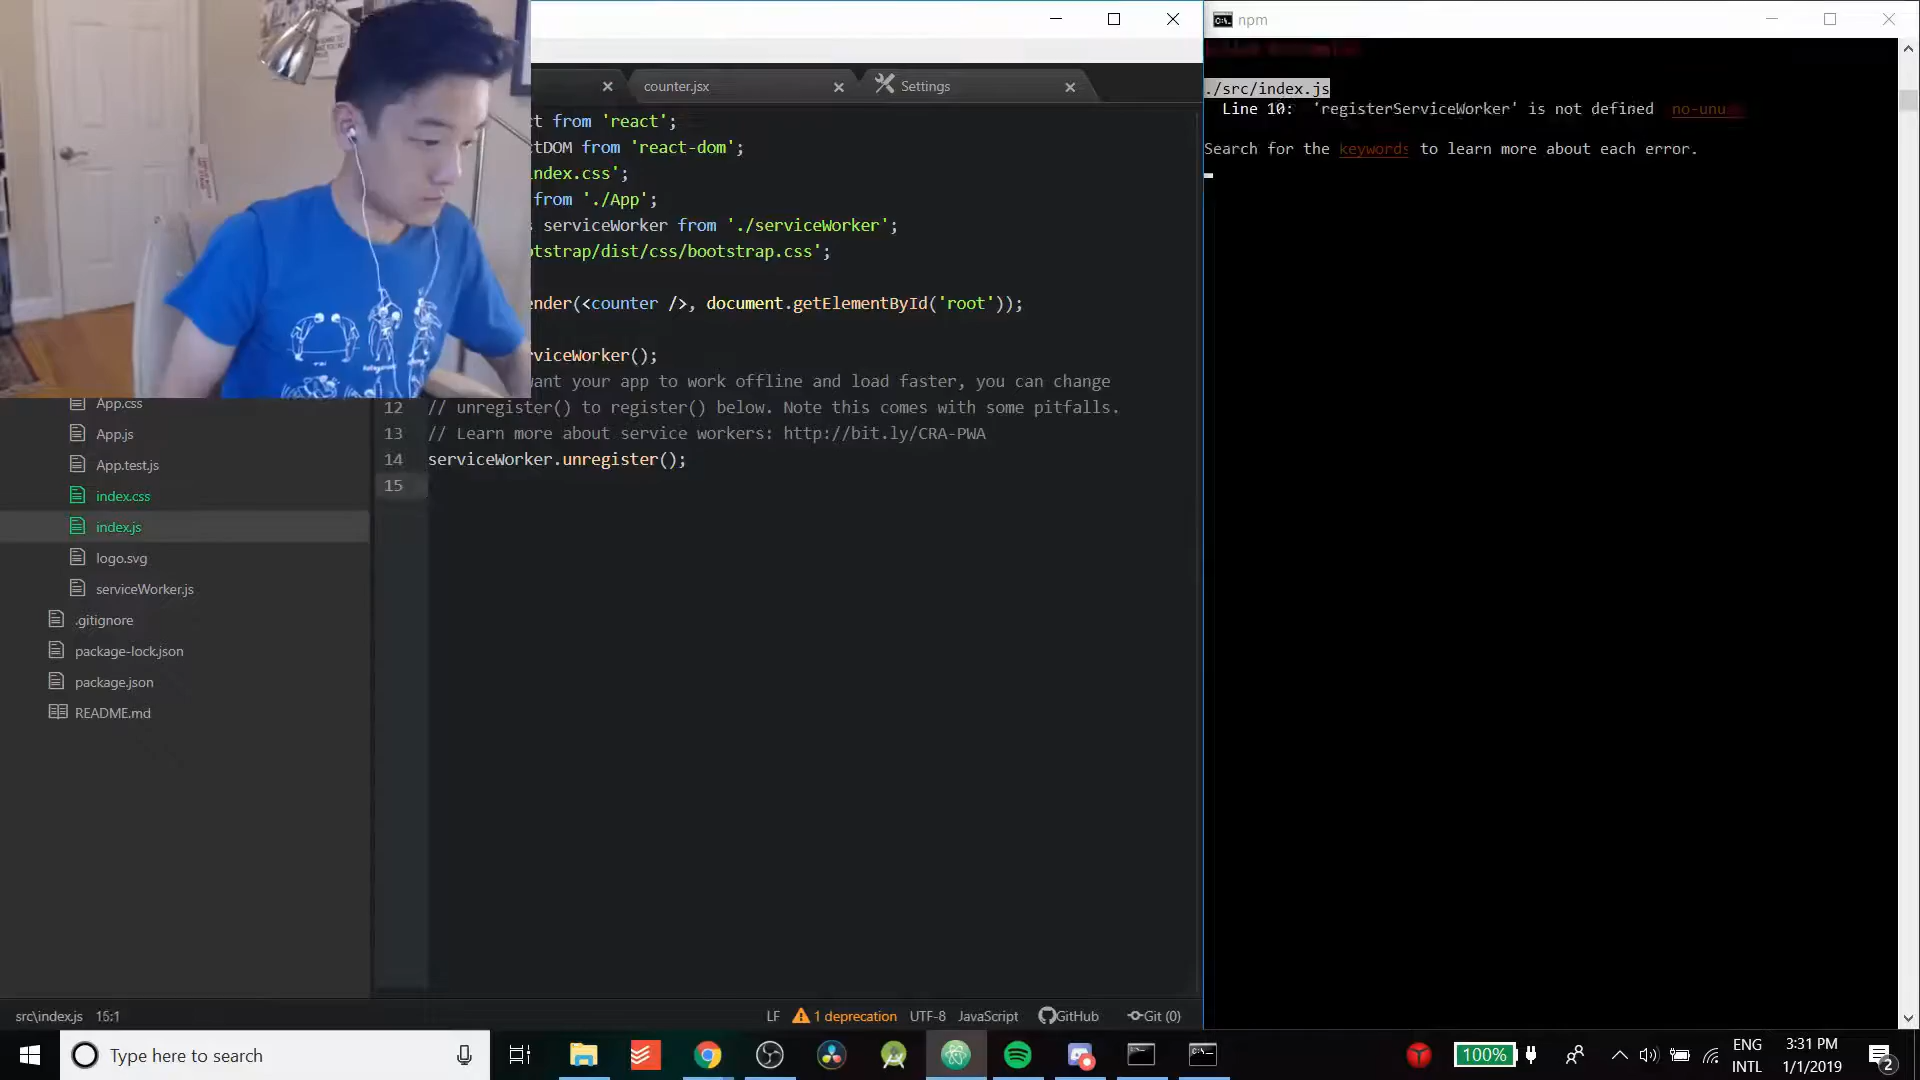 npm
counter.jsx
Settings
./src/index.js
Line 10: 'registerServiceWorker' is not defined
Search for the keywords to learn more about each error.
from 'react';
DOM from 'react-dom';
index.css';
from './App';
serviceWorker from './serviceWorker';
otstrap/dist/css/bootstrap.css';
ender(<counter />, document.getElementById('root'));
rviceWorker();
ant your app to work offline and load faster, you can change
12 // unregister() to register() below. Note this comes with some pitfalls.
13 // Learn more about service workers: http://bit.ly/CRA-PWA
14 serviceWorker.unregister();
15
App.css
App.js
App.test.js
index.css
index.js
logo.svg
serviceWorker.js
.gitignore
package-lock.json
package.json
README.md
src\index.js 15:1
LF 1 deprecation UTF-8 JavaScript GitHub Git (0)
Type here to search
100%
ENG
INTL
3:31 PM
1/1/2019
2